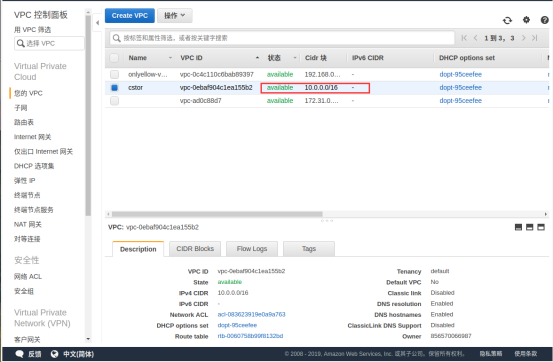 VPC 控制面板
用 VPC 筛选
选择 VPC
Virtual Private
Cloud
您的 VPC
子网
路由表
Internet 网关
仅出口 Internet 网关
DHCP 选项集
弹性 IP
终端节点
终端节点服务
NAT 网关
对等连接
安全性
网络 ACL
安全组
Virtual Private
Network (VPN)
客户网关
Create VPC 操作
按标签和属性筛选，或者按关键字搜索 1 到 3，3
Name VPC ID 状态 Cidr 块 IPv6 CIDR DHCP options set
onlyellow-v... vpc-0c4c110c6bab89397 available 192.168.0... - dopt-95ceefee
cstor vpc-0ebaf904c1ea155b2 available 10.0.0.0/16 - dopt-95ceefee
vpc-ad0c88d7 available 172.31.0.... - dopt-95ceefee
VPC: vpc-0ebaf904c1ea155b2
Description CIDR Blocks Flow Logs Tags
VPC ID vpc-0ebaf904c1ea155b2 Tenancy default
State available Default VPC No
IPv4 CIDR 10.0.0.0/16 Classic link Disabled
IPv6 CIDR - DNS resolution Enabled
Network ACL acl-083623919e0a9a763 DNS hostnames Enabled
DHCP options set dopt-95ceefee ClassicLink DNS Support Disabled
Route table rtb-0060758b99f8132bd Owner 856570066987
反馈 中文(简体) © 2008 - 2019, Amazon Web Services, Inc. 或其子公司。保留所有权利。 隐私策略 使用条款